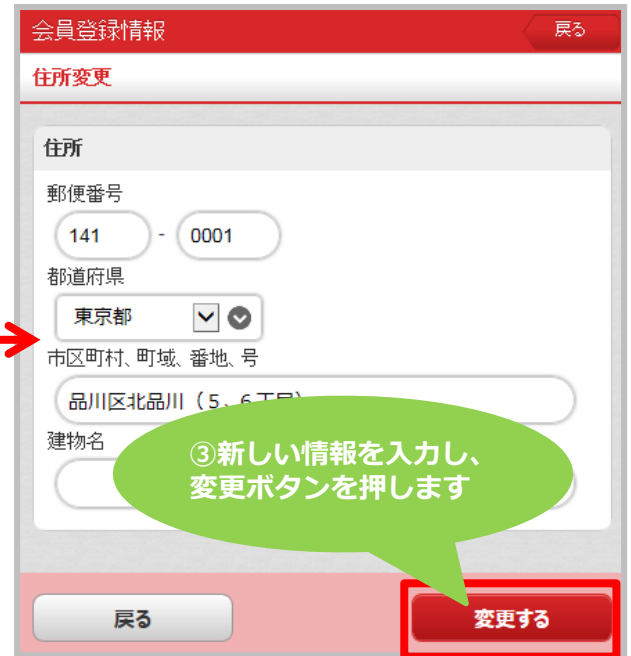 会員登録情報
戻る
住所変更
住所
郵便番号
141 - 0001
都道府県
東京都
市区町村、町域、番地、号
品川区北品川（５、６丁目）
建物名
③新しい情報を入力し、
変更ボタンを押します
戻る
変更する